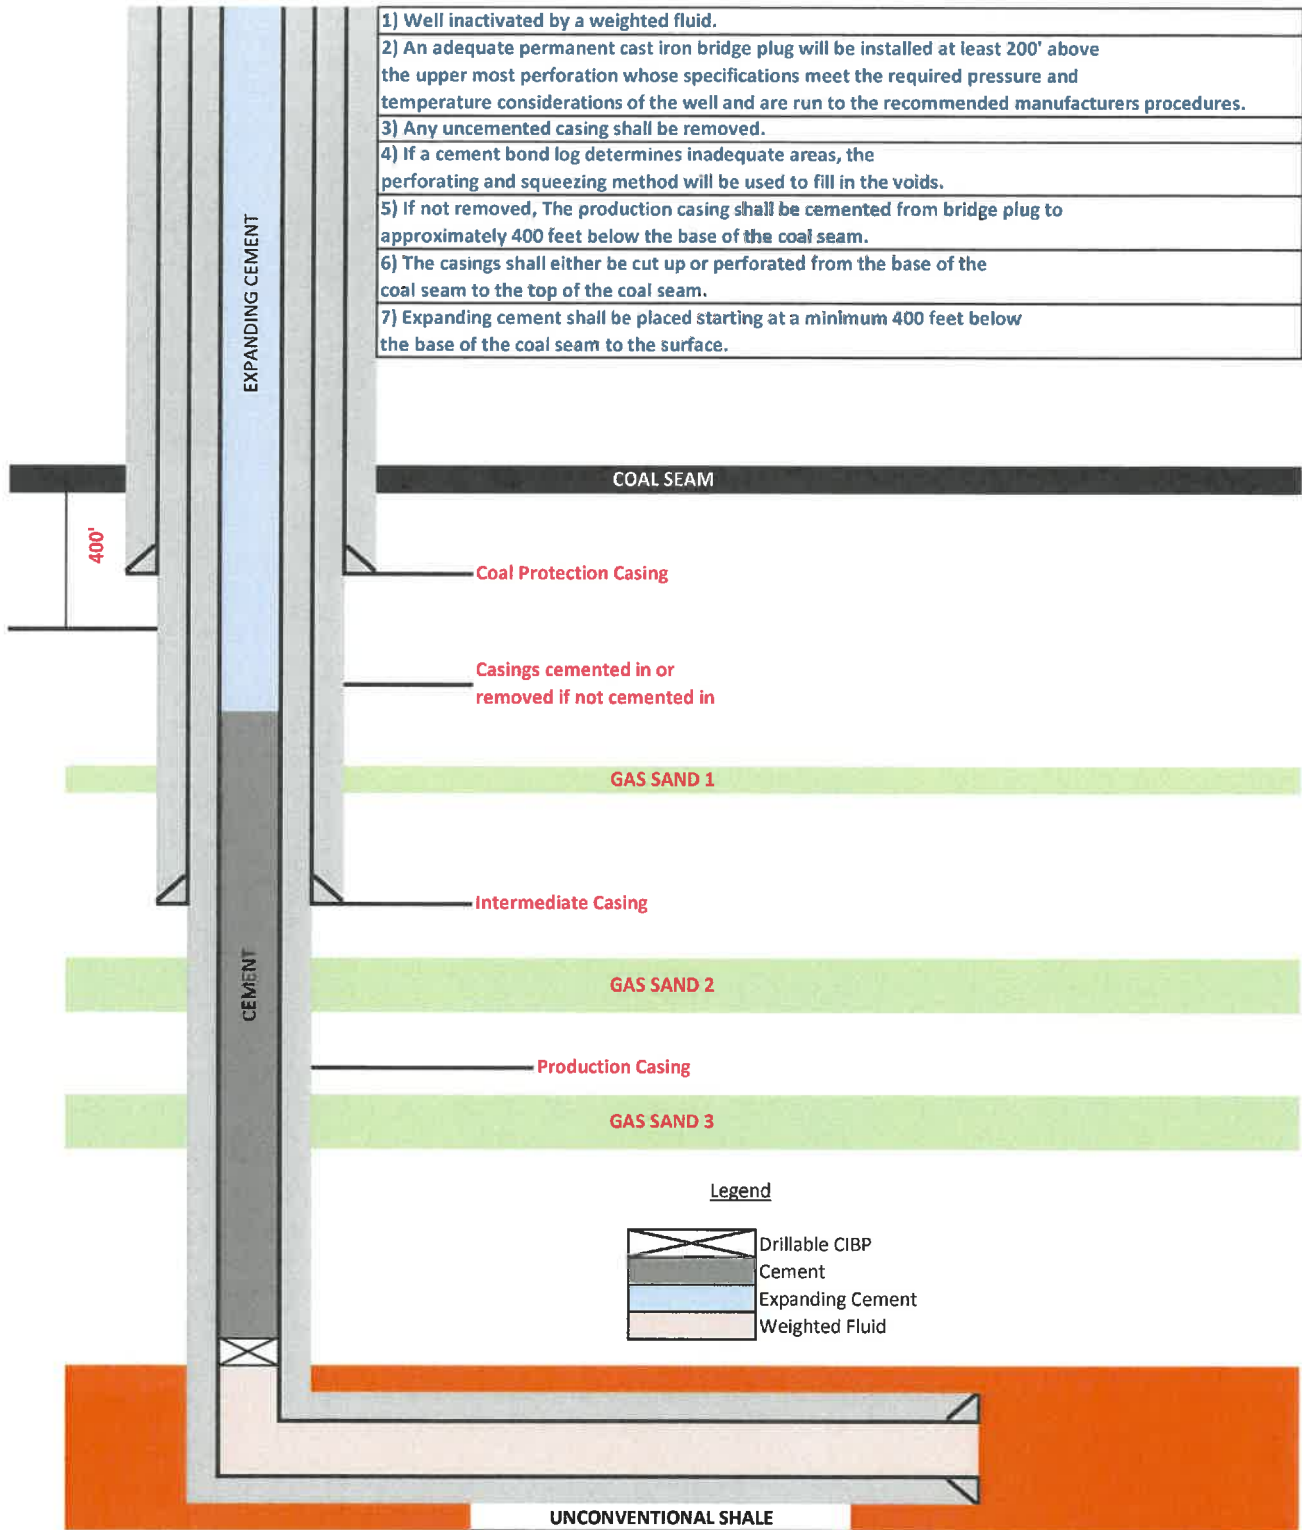 1) Well inactivated by a weighted fluid.
2) An adequate permanent cast iron bridge plug will be installed at least 200' above
the upper most perforation whose specifications meet the required pressure and
temperature considerations of the well and are run to the recommended manufacturers procedures.
3) Any uncemented casing shall be removed.
4) If a cement bond log determines inadequate areas, the
perforating and squeezing method will be used to fill in the voids.
5) If not removed, The production casing shall be cemented from bridge plug to
approximately 400 feet below the base of the coal seam.
6) The casings shall either be cut up or perforated from the base of the
coal seam to the top of the coal seam.
7) Expanding cement shall be placed starting at a minimum 400 feet below
the base of the coal seam to the surface.
EXPANDING CEMENT
COAL SEAM
400'
Coal Protection Casing
Casings cemented in or
removed if not cemented in
GAS SAND 1
Intermediate Casing
CEMENT
GAS SAND 2
Production Casing
GAS SAND 3
Legend
Drillable CIBP
Cement
Expanding Cement
Weighted Fluid
UNCONVENTIONAL SHALE